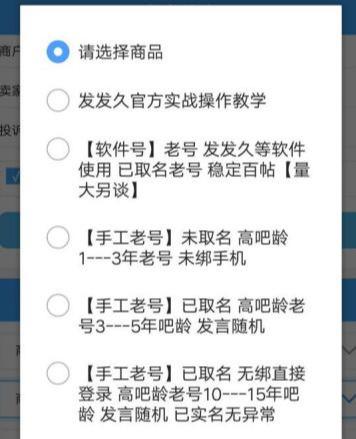 请选择商品
商户
发发久官方实战操作教学
卖家
投诉
【软件号】老号 发发久等软件
使用 已取名老号 稳定百帖【量
大另谈】
【手工老号】未取名 高吧龄
1---3年老号 未绑手机
【手工老号】已取名 高吧龄老
号3---5年吧龄 发言随机
【手工老号】已取名 无绑直接
登录 高吧龄老号10---15年吧
龄 发言随机 已实名无异常